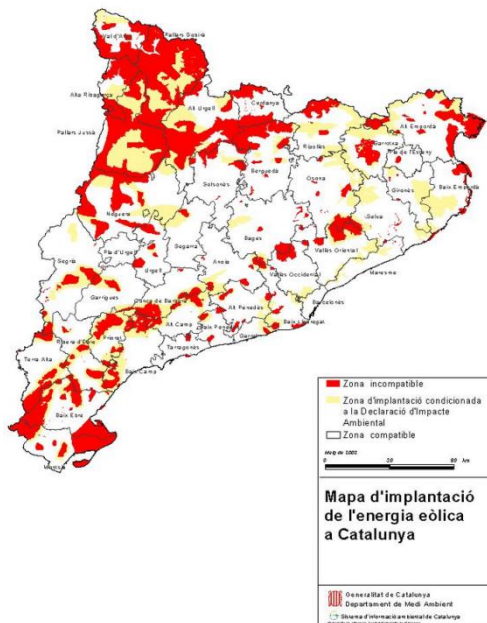 Val d'Aran
Pallars Sobirà
Alta Ribagorça
Alt Urgell
Cerdanya
Pallars Jussà
Ripollès
Alt Empordà
Garrotxa
Pla de l'Estany
Berguedà
Solsonès
Osona
Gironès
Baix Empordà
Noguera
Selva
Bages
Segarra
Vallès Oriental
Pla d'Urgell
Segrià
Urgell
Anoia
Maresme
Vallès Occidental
Garrigues
Conca de Barberà
Barcelonès
Alt Penedès
Alt Camp
Baix Penedès
Baix Llobregat
Ribera d'Ebre
Priorat
Garraf
Tarragonès
Terra Alta
Baix Camp
Baix Ebre
Montsià
Zona incompatible
Zona d'implantació condicionada
a la Declaració d'Impacte
Ambiental
Zona compatible
km
Mapa d'implantació
de l'energia eòlica
a Catalunya
Generalitat de Catalunya
Departament de Medi Ambient
Sistema d'informació ambiental de Catalunya